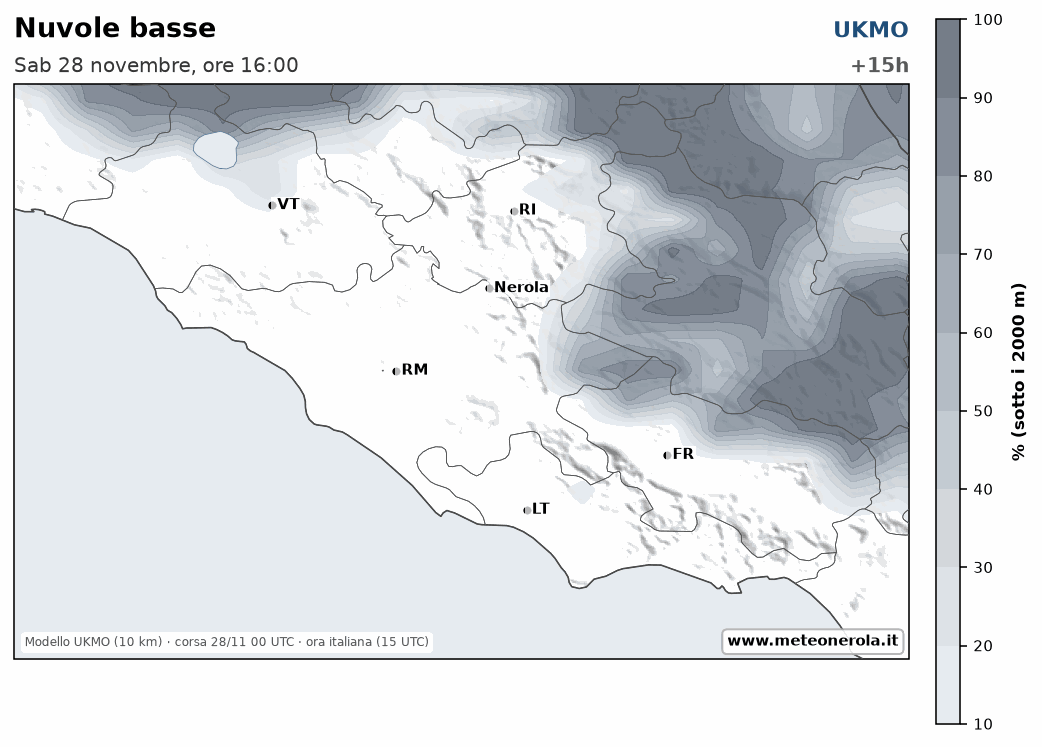 Nuvole basse
UKMO
Sab 28 novembre, ore 16:00
+15h
VT
RI
Nerola
RM
FR
LT
Modello UKMO (10 km) · corsa 28/11 00 UTC · ora italiana (15 UTC)
www.meteonerola.it
100
90
80
70
60
50
40
30
20
10
% (sotto i 2000 m)